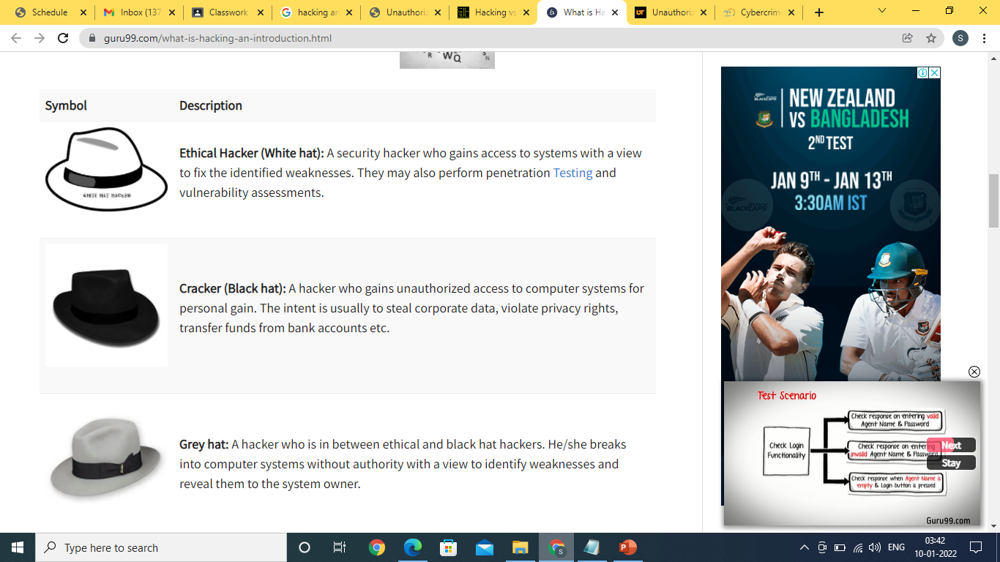 Schedule
Inbox (137
Classwork
hacking an
Unauthoriz
Hacking vs
What is Ha
Unauthoriz
Cybercrime
guru99.com/what-is-hacking-an-introduction.html
S
WQ
Symbol Description
WHITE HAT HACKER
Ethical Hacker (White hat): A security hacker who gains access to systems with a view
to fix the identified weaknesses. They may also perform penetration Testing and
vulnerability assessments.
Cracker (Black hat): A hacker who gains unauthorized access to computer systems for
personal gain. The intent is usually to steal corporate data, violate privacy rights,
transfer funds from bank accounts etc.
Grey hat: A hacker who is in between ethical and black hat hackers. He/she breaks
into computer systems without authority with a view to identify weaknesses and
reveal them to the system owner.
BLACKCAPS
NEW ZEALAND
VS BANGLADESH
2ND TEST
JAN 9TH - JAN 13TH
3:30AM IST
BLACKCAPS
Test Scenario
Check Login
Functionality
Check response on entering valid
Agent Name & Password
Check response on entering
invalid Agent Name & Password
Check response when Agent Name is
empty & Login button is pressed
Next
Stay
Guru99.com
Type here to search
ENG
03:42
10-01-2022